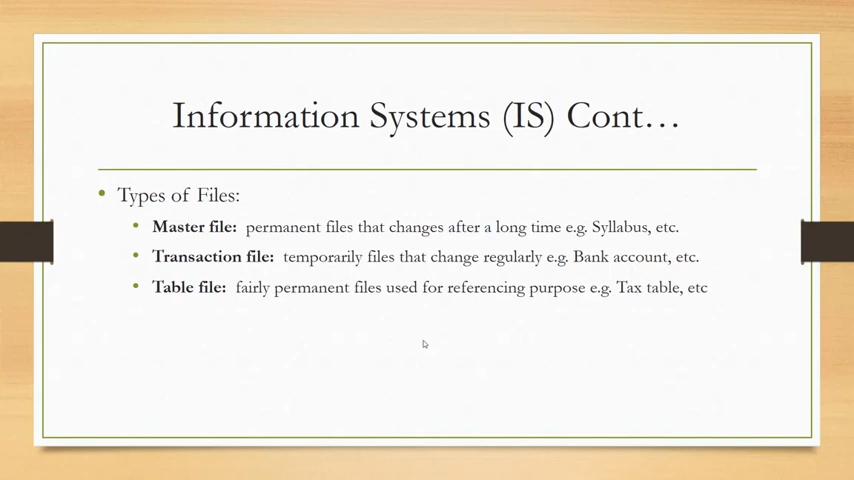 Information Systems (IS) Cont…
• Types of Files:
• Master file: permanent files that changes after a long time e.g. Syllabus, etc.
• Transaction file: temporarily files that change regularly e.g. Bank account, etc.
• Table file: fairly permanent files used for referencing purpose e.g. Tax table, etc